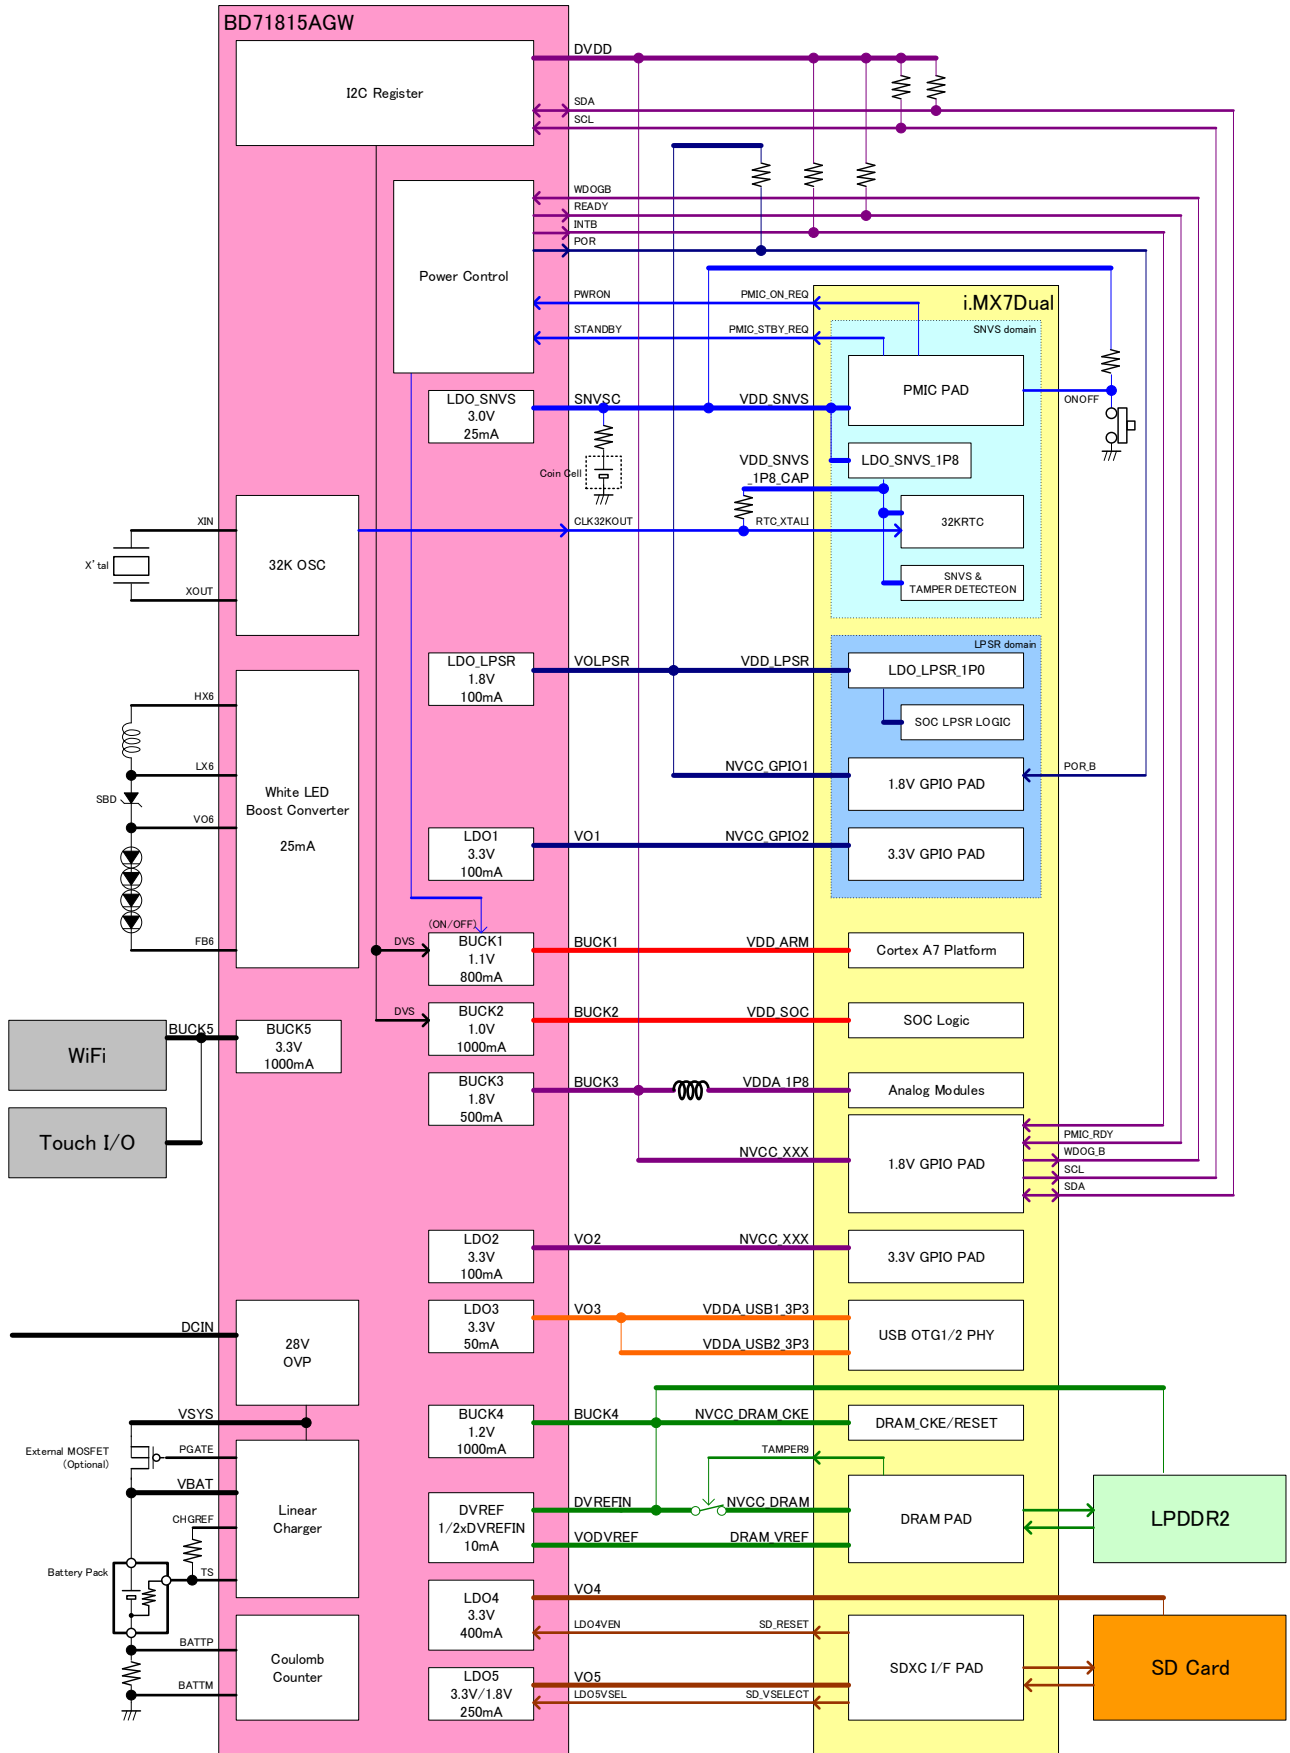 BD71815AGW
DVDD
I2C Register
SDA
SCL
WDOGB
READY
INTB
POR
Power Control
i.MX7Dual
PWRON
PMIC_ON_REQ
SNVS domain
STANDBY
PMIC_STBY_REQ
PMIC PAD
LDO_SNVS
3.0V
25mA
SNVSC
VDD_SNVS
ONOFF
Coin Cell
VDD_SNVS
_1P8_CAP
LDO_SNVS_1P8
XIN
X'tal
XOUT
32K OSC
CLK32KOUT
RTC_XTALI
32KRTC
SNVS &
TAMPER DETECTEON
LPSR domain
LDO_LPSR
1.8V
100mA
VOLPSR
VDD_LPSR
LDO_LPSR_1P0
SOC LPSR LOGIC
HX6
LX6
SBD
VO6
FB6
White LED
Boost Converter
25mA
NVCC_GPIO1
1.8V GPIO PAD
POR_B
LDO1
3.3V
100mA
VO1
NVCC_GPIO2
3.3V GPIO PAD
(ON/OFF)
DVS
BUCK1
1.1V
800mA
BUCK1
VDD_ARM
Cortex A7 Platform
DVS
BUCK2
1.0V
1000mA
BUCK2
VDD_SOC
SOC Logic
WiFi
BUCK5
BUCK5
3.3V
1000mA
Touch I/O
BUCK3
1.8V
500mA
BUCK3
VDDA_1P8
Analog Modules
NVCC_XXX
1.8V GPIO PAD
PMIC_RDY
WDOG_B
SCL
SDA
LDO2
3.3V
100mA
VO2
NVCC_XXX
3.3V GPIO PAD
DCIN
28V
OVP
LDO3
3.3V
50mA
VO3
VDDA_USB1_3P3
VDDA_USB2_3P3
USB OTG1/2 PHY
VSYS
External MOSFET
(Optional)
PGATE
VBAT
CHGREF
Battery Pack
TS
Linear
Charger
BUCK4
1.2V
1000mA
BUCK4
NVCC_DRAM_CKE
DRAM_CKE/RESET
TAMPER9
DVREF
1/2xDVREFIN
10mA
DVREFIN
NVCC_DRAM
VODVREF
DRAM_VREF
DRAM PAD
LPDDR2
BATTP
BATTM
Coulomb
Counter
LDO4
3.3V
400mA
VO4
LDO4VEN
SD_RESET
LDO5
3.3V/1.8V
250mA
VO5
LDO5VSEL
SD_VSELECT
SDXC I/F PAD
SD Card